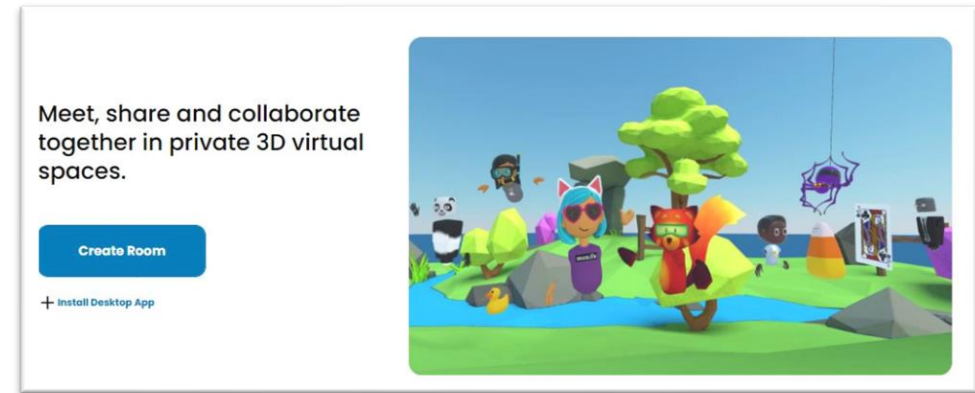 Meet, share and collaborate
together in private 3D virtual
spaces.
Create Room
Install Desktop App